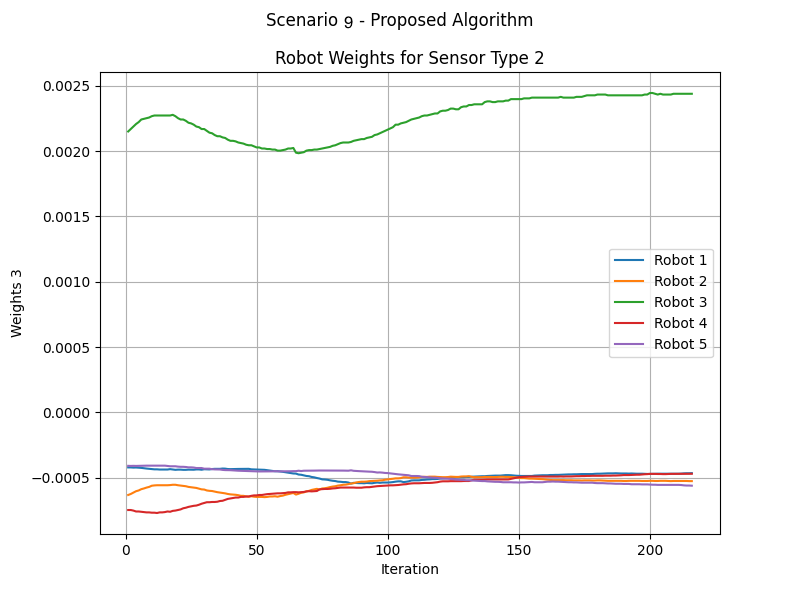 Scenario 9 - Proposed Algorithm
Robot Weights for Sensor Type 2
0.0025
0.0020
0.0015
0.0010
0.0005
0.0000
−0.0005
Weights 3
Robot 1
Robot 2
Robot 3
Robot 4
Robot 5
0
50
100
150
200
Iteration